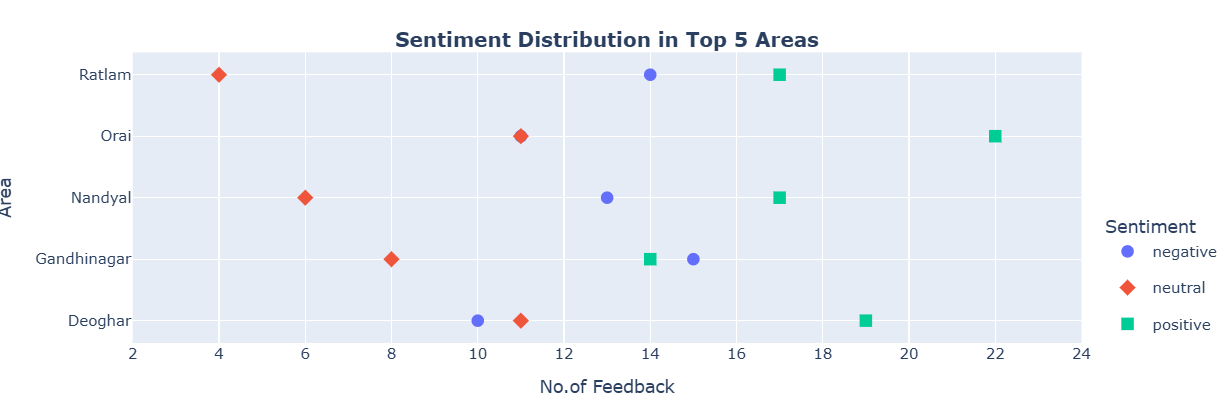 Sentiment Distribution in Top 5 Areas
Area
Ratlam
Orai
Nandyal
Gandhinagar
Deoghar
2 4 6 8 10 12 14 16 18 20 22 24
No.of Feedback
Sentiment
negative
neutral
positive